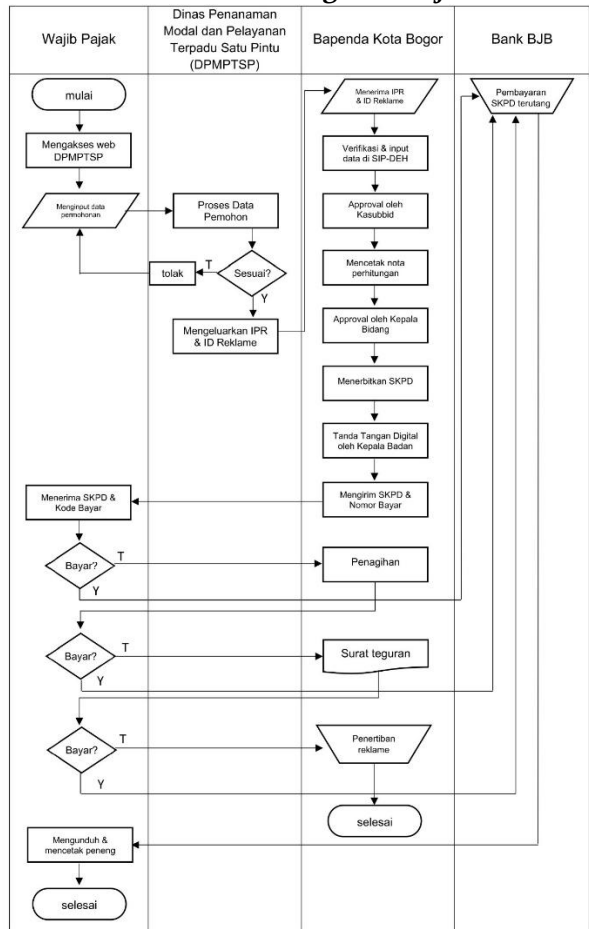 Wajib Pajak
Dinas Penanaman
Modal dan Pelayanan
Terpadu Satu Pintu
(DPMPTSP)
Bapenda Kota Bogor
Bank BJB
mulai
Mengakses web
DPMPTSP
Menginput data
permohonan
Proses Data
Pemohon
Sesuai?
T
tolak
Y
Mengeluarkan IPR
& ID Reklame
Menerima IPR
& ID Reklame
Verifikasi & input
data di SIP-DEH
Approval oleh
Kasubbid
Mencetak nota
perhitungan
Approval oleh Kepala
Bidang
Menerbitkan SKPD
Tanda Tangan Digital
oleh Kepala Badan
Mengirim SKPD &
Nomor Bayar
Menerima SKPD &
Kode Bayar
Bayar?
T
Y
Penagihan
Bayar?
T
Y
Surat teguran
Bayar?
T
Y
Penertiban
reklame
selesai
Pembayaran
SKPD terutang
Mengunduh &
mencetak peneng
selesai